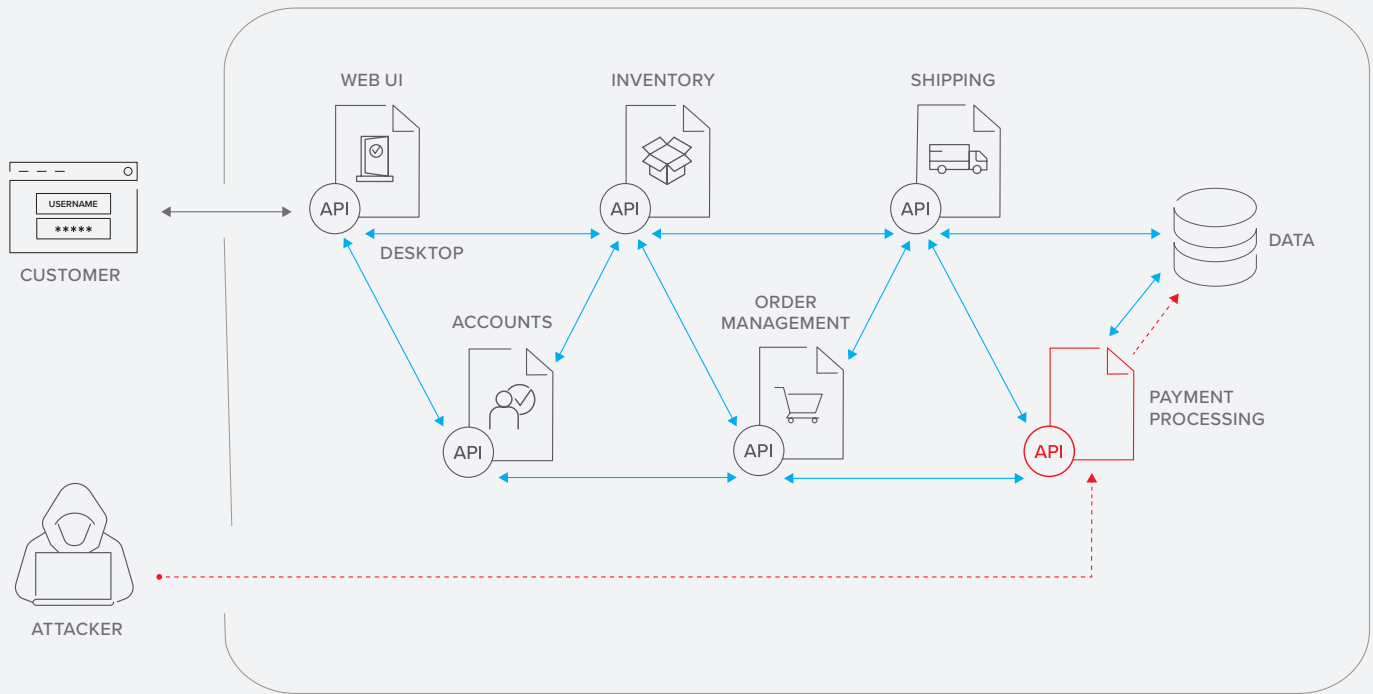 WEB UI
INVENTORY
SHIPPING
USERNAME
*****
API
API
API
CUSTOMER
DESKTOP
DATA
ACCOUNTS
ORDER
MANAGEMENT
PAYMENT
PROCESSING
API
API
API
ATTACKER